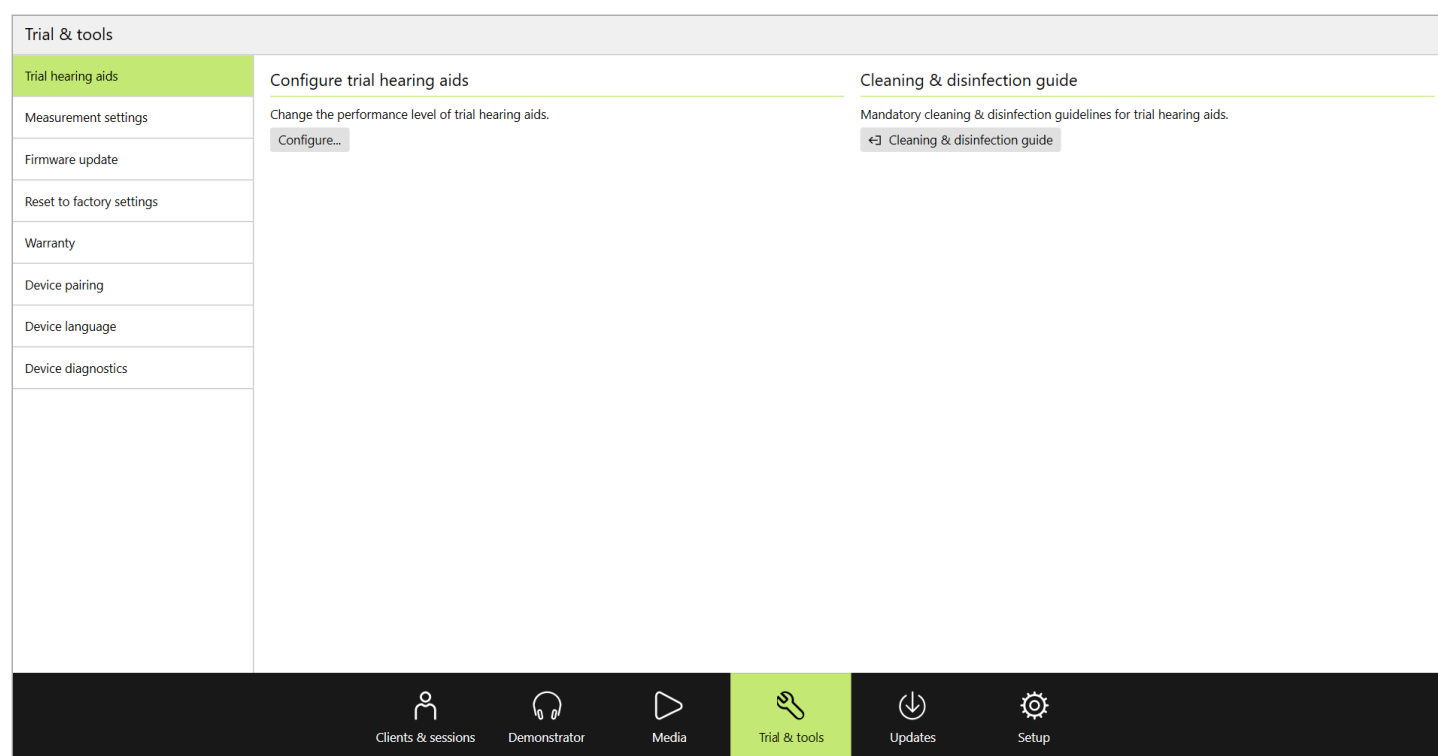 Trial & tools
Trial hearing aids
Measurement settings
Firmware update
Reset to factory settings
Warranty
Device pairing
Device language
Device diagnostics
Configure trial hearing aids
Change the performance level of trial hearing aids.
Configure...
Cleaning & disinfection guide
Mandatory cleaning & disinfection guidelines for trial hearing aids.
Cleaning & disinfection guide
Clients & sessions
Demonstrator
Media
Trial & tools
Updates
Setup